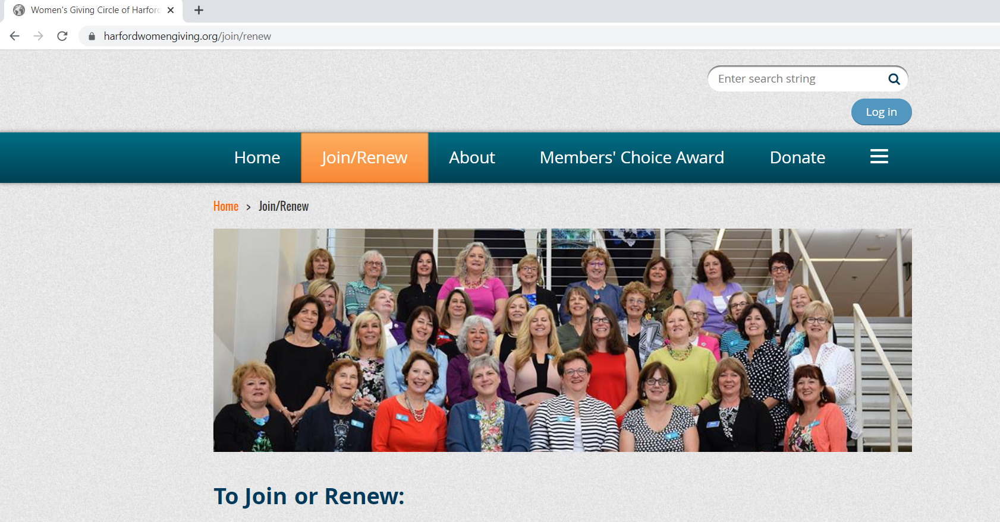 Women's Giving Circle of Harford
harfordwomengiving.org/join/renew
Enter search string
Log in
Home
Join/Renew
About
Members' Choice Award
Donate
Home > Join/Renew
To Join or Renew: